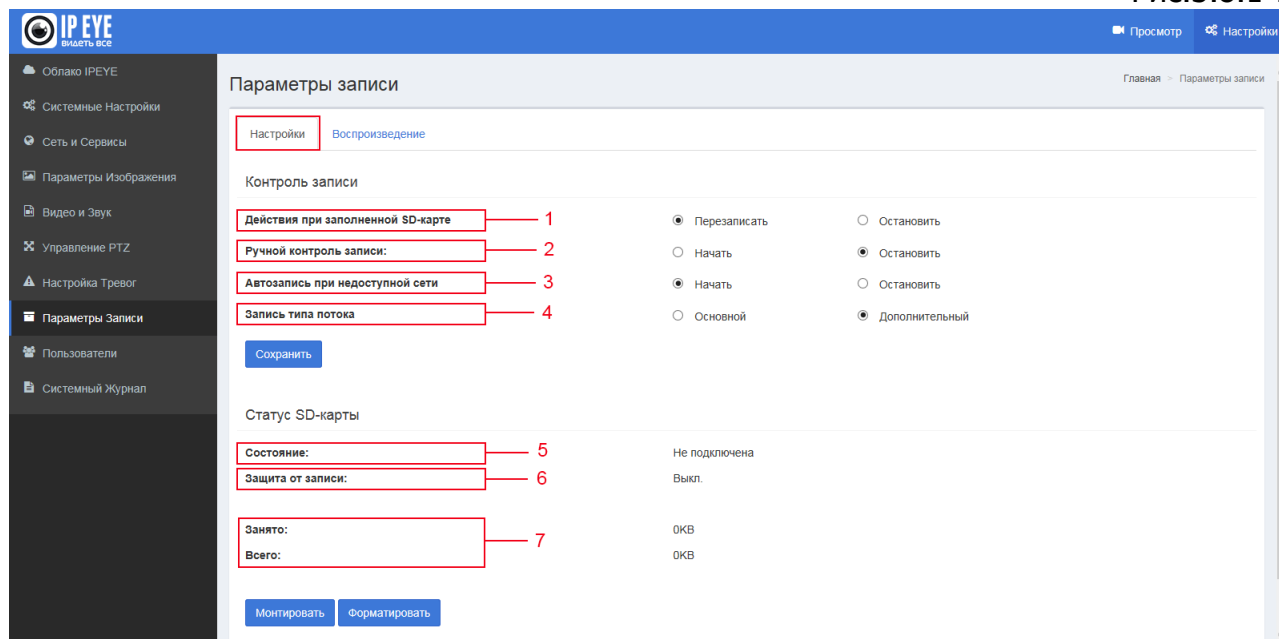 IP EYE
видеть все
Просмотр
Настройки
Облако IPEYE
Системные Настройки
Сеть и Сервисы
Параметры Изображения
Видео и Звук
Управление PTZ
Настройка Тревог
Параметры Записи
Пользователи
Системный Журнал
Параметры записи
Главная > Параметры записи
Настройки Воспроизведение
Контроль записи
Действия при заполненной SD-карте 1 Перезаписать Остановить
Ручной контроль записи: 2 Начать Остановить
Автозапись при недоступной сети 3 Начать Остановить
Запись типа потока 4 Основной Дополнительный
Сохранить
Статус SD-карты
Состояние: 5 Не подключена
Защита от записи: 6 Выкл.
Занято: 0KB
7
Всего: 0KB
Монтировать Форматировать